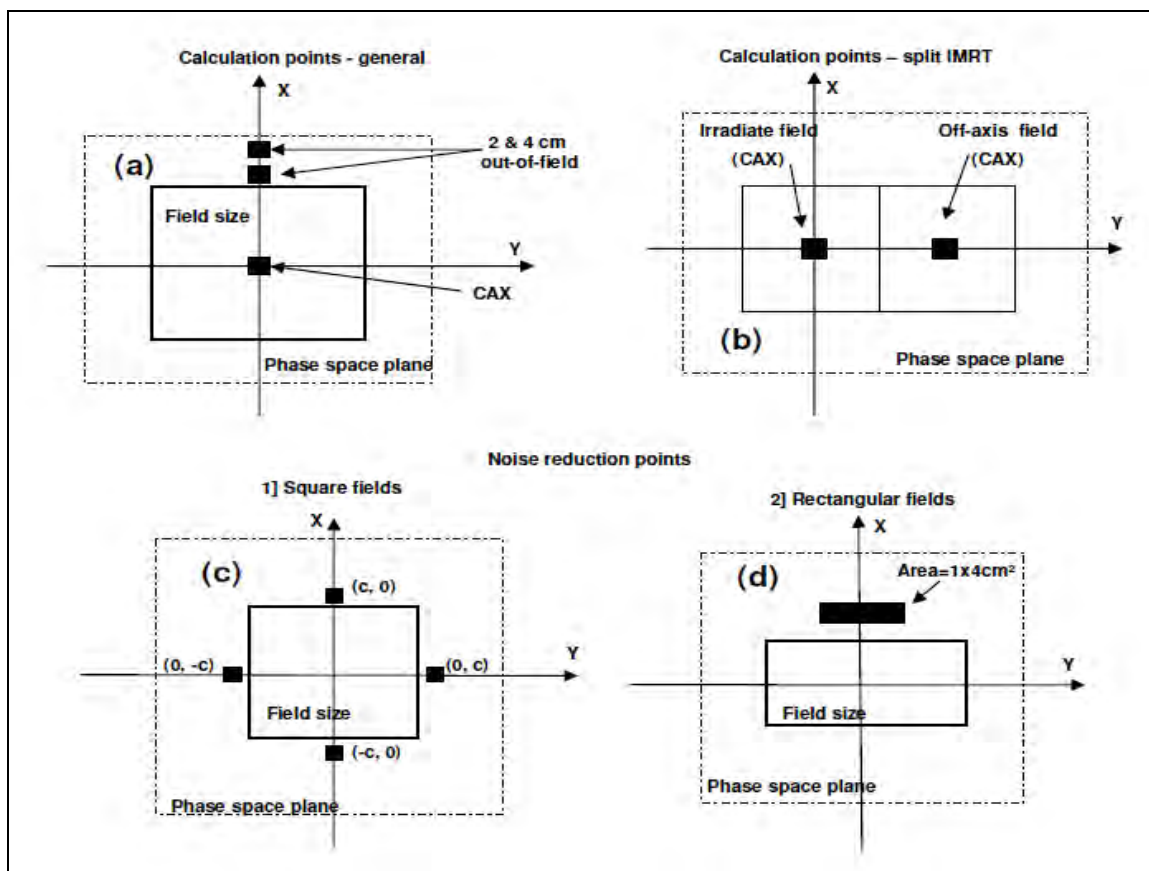 Calculation points - general
X
2 & 4 cm
out-of-field
(a)
Field size
Y
CAX
Phase space plane
Calculation points – split IMRT
X
Irradiate field
(CAX)
Off-axis field
(CAX)
Y
(b)
Phase space plane
Noise reduction points
1] Square fields
X
(c)
(c, 0)
(0, -c)
(0, c)
Y
Field size
(-c, 0)
Phase space plane
2] Rectangular fields
X
(d)
Area=1x4cm²
Y
Field size
Phase space plane